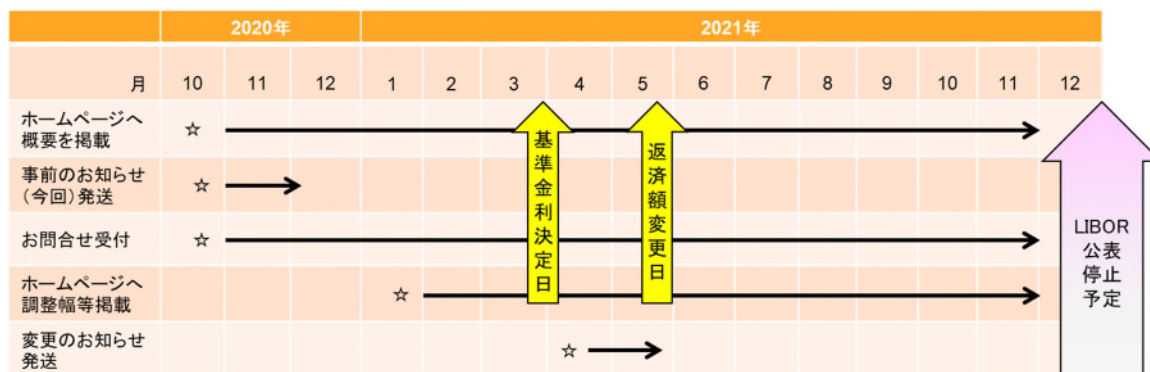 2020年 2021年
月 10 11 12 1 2 3 4 5 6 7 8 9 10 11 12
ホームページへ
概要を掲載
☆
事前のお知らせ
(今回)発送
☆
お問合せ受付
☆
ホームページへ
調整幅等掲載
☆
変更のお知らせ
発送
☆
基準金利決定日
返済額変更日
LIBOR
公表
停止
予定